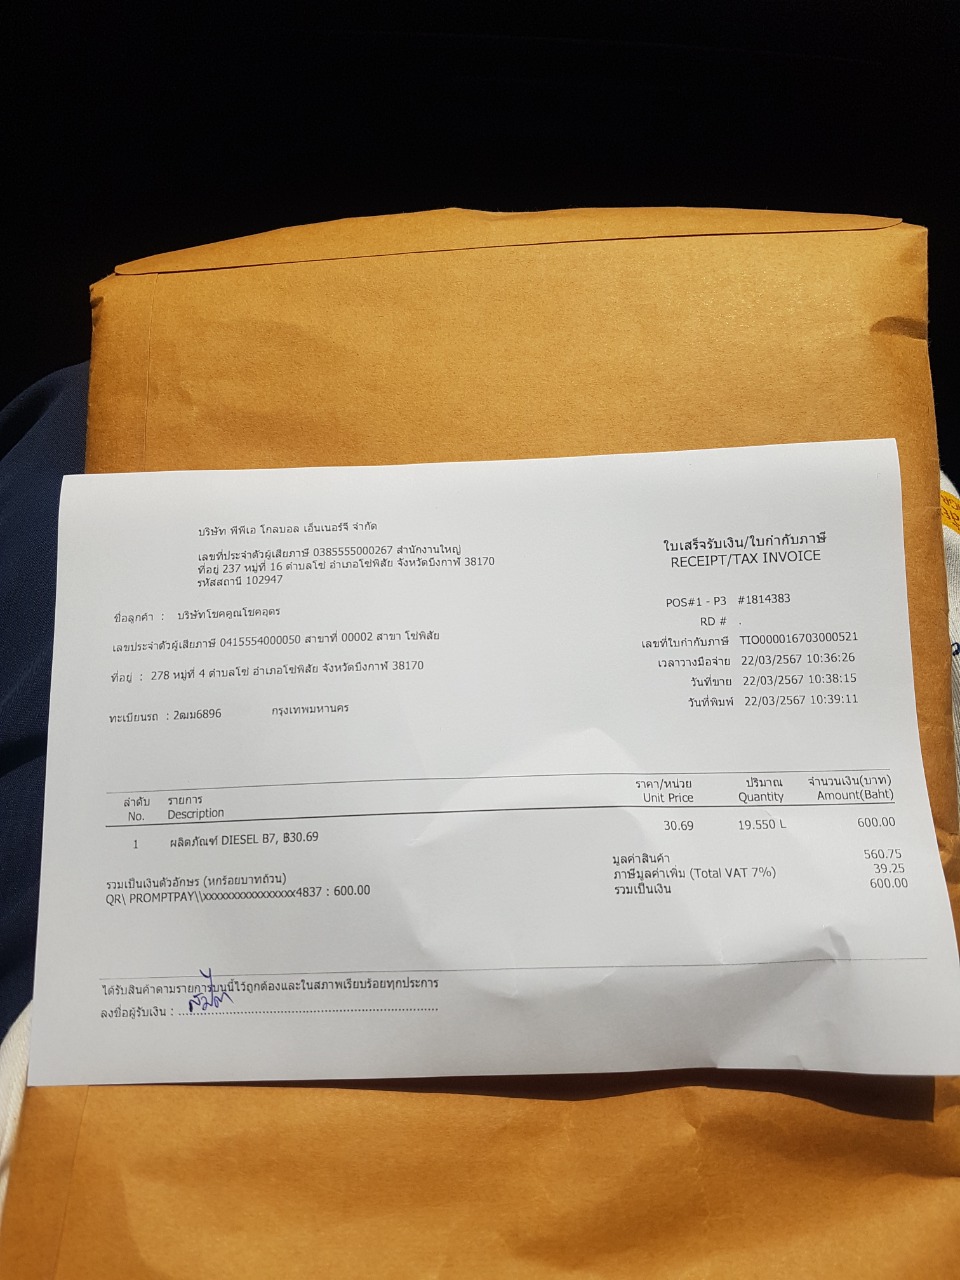 บริษัท พีพีเอ โกลบอล เอ็นเนอร์จี จำกัด
เลขที่ประจำตัวผู้เสียภาษี 0385555000267 สำนักงานใหญ่
ที่อยู่ 237 หมู่ที่ 16 ตำบลโซ่ อำเภอโซ่พิสัย จังหวัดบึงกาฬ 38170
รหัสสถานี 102947
ใบเสร็จรับเงิน/ใบกำกับภาษี
RECEIPT/TAX INVOICE
POS#1 - P3 #1814383
RD # .
เลขที่ใบกำกับภาษี TIO000016703000521
เวลาวางมือจ่าย 22/03/2567 10:36:26
วันที่ขาย 22/03/2567 10:38:15
วันที่พิมพ์ 22/03/2567 10:39:11
ชื่อลูกค้า : บริษัทโชคคูณโชคอุดร
เลขประจำตัวผู้เสียภาษี 0415554000050 สาขาที่ 00002 สาขา โซ่พิสัย
ที่อยู่ : 278 หมู่ที่ 4 ตำบลโซ่ อำเภอโซ่พิสัย จังหวัดบึงกาฬ 38170
ทะเบียนรถ : 2ฒม6896 กรุงเทพมหานคร
ลำดับ รายการ ราคา/หน่วย ปริมาณ จำนวนเงิน(บาท)
No. Description Unit Price Quantity Amount(Baht)
1 ผลิตภัณฑ์ DIESEL B7, ฿30.69 30.69 19.550 L 600.00
มูลค่าสินค้า 560.75
ภาษีมูลค่าเพิ่ม (Total VAT 7%) 39.25
รวมเป็นเงิน 600.00
รวมเป็นเงินตัวอักษร (หกร้อยบาทถ้วน)
QR\ PROMPTPAY\\xxxxxxxxxxxxxxxx4837 : 600.00
ได้รับสินค้าตามรายการบนนี้ไว้ถูกต้องและในสภาพเรียบร้อยทุกประการ
ลงชื่อผู้รับเงิน :